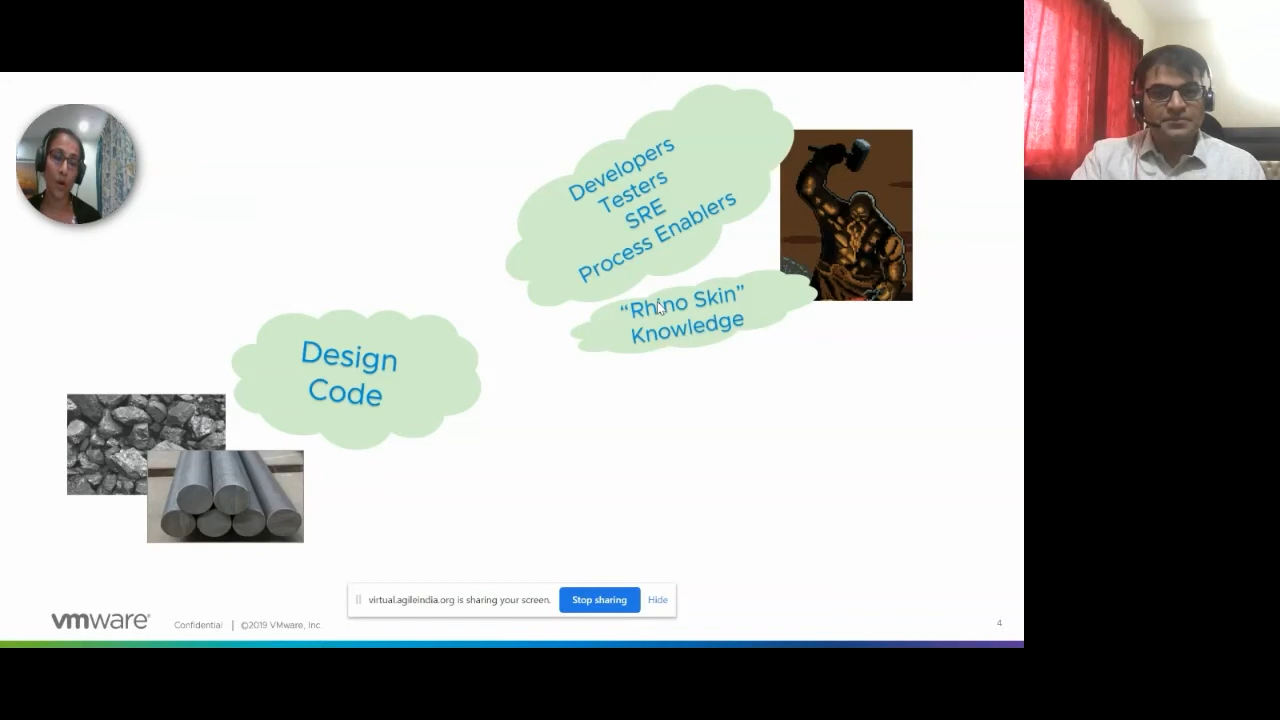 Developers
Testers
SRE
Process Enablers
“Rhino Skin”
Knowledge
Design
Code
virtual.agileindia.org is sharing your screen. Stop sharing Hide
vmware® Confidential | ©2019 VMware, Inc. 4